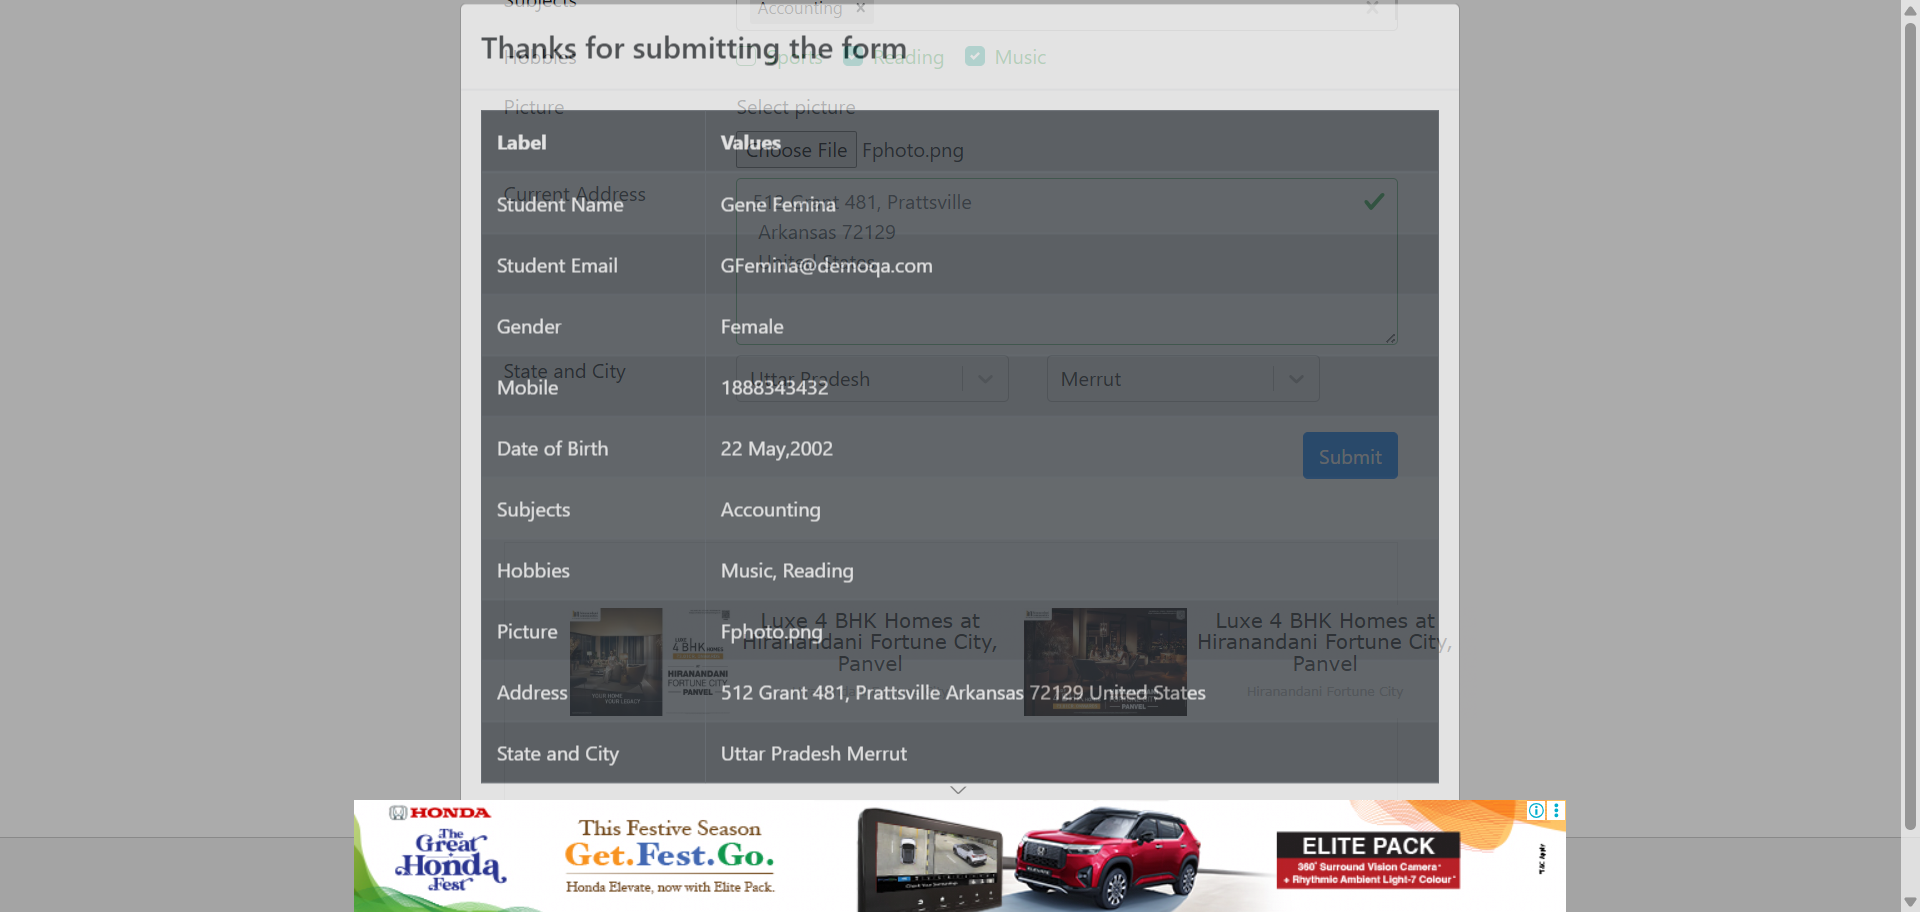 Subjects
Accounting ×
×
Thanks for submitting the form
Hobbies Sports Reading Music
Picture Select picture
Label Values
Choose File Fphoto.png
Current Address 512 Grant 481, Prattsville
Student Name Gene Femina
Arkansas 72129
United States
Student Email GFemina@demoqa.com
Gender Female
State and City Uttar Pradesh Merrut
Mobile 1888343432
Date of Birth 22 May,2002
Submit
Subjects Accounting
Hobbies Music, Reading
Picture Fphoto.png
Luxe 4 BHK Homes at
Hiranandani Fortune City,
Panvel
Luxe 4 BHK Homes at
Hiranandani Fortune City,
Panvel
Hiranandani Fortune City
4 BHK HOMES
HIRANANDANI
FORTUNE CITY
PANVEL
YOUR HOME
YOUR LEGACY
Address 512 Grant 481, Prattsville Arkansas 72129 United States
State and City Uttar Pradesh Merrut
HONDA
The
Great
Honda
Fest
This Festive Season
Get.Fest.Go.
Honda Elevate, now with Elite Pack.
ELITE PACK
360° Surround Vision Camera*
+ Rhythmic Ambient Light-7 Colour*
*T&C Apply